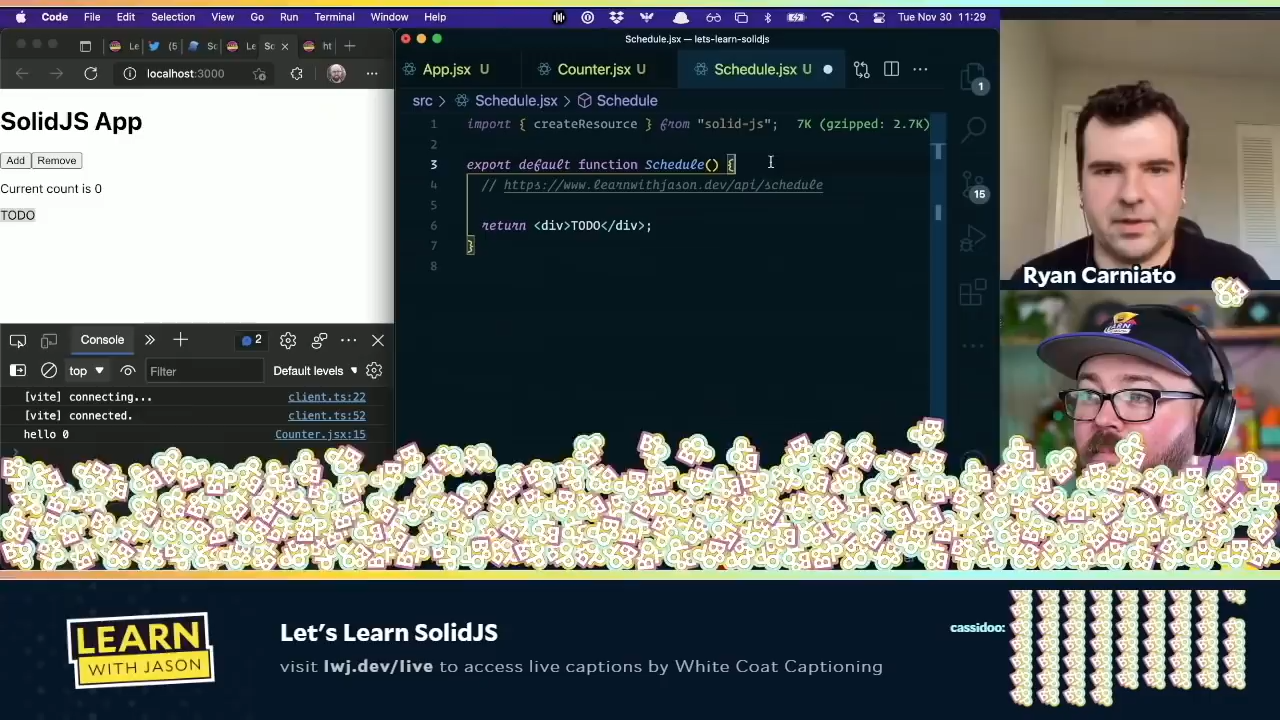 Code File Edit Selection View Go Run Terminal Window Help Tue Nov 30 11:29
Schedule.jsx — lets-learn-solidjs
localhost:3000
App.jsx U Counter.jsx U Schedule.jsx U
src > Schedule.jsx > Schedule
SolidJS App
Add Remove
Current count is 0
TODO
1 import { createResource } from "solid-js"; 7K (gzipped: 2.7K)
2
3 export default function Schedule() {
4 // https://www.learnwithjason.dev/api/schedule
5
6 return <div>TODO</div>;
7 }
8
1
15
Ryan Carniato
Console 2
top Filter Default levels
[vite] connecting... client.ts:22
[vite] connected. client.ts:52
hello 0 Counter.jsx:15
LEARN
WITH JASON
Let's Learn SolidJS
visit lwj.dev/live to access live captions by White Coat Captioning
cassidoo: